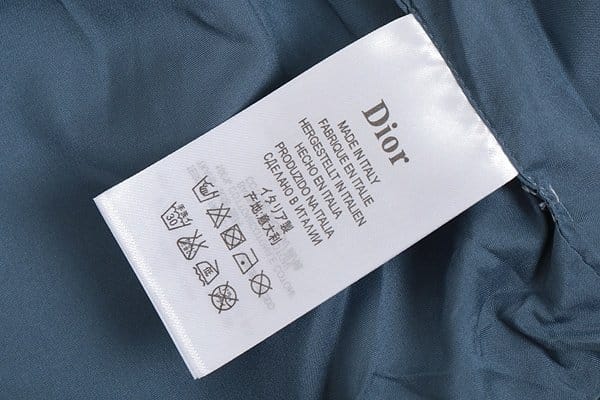 Dior
MADE IN ITALY
FABRIQUE EN ITALIE
HERGESTELLT IN ITALIEN
HECHO EN ITALIA
PRODUZIDO NA ITALIA
СДЕЛАНО В ИТАЛИИ
イタリア製
产地:意大利
30